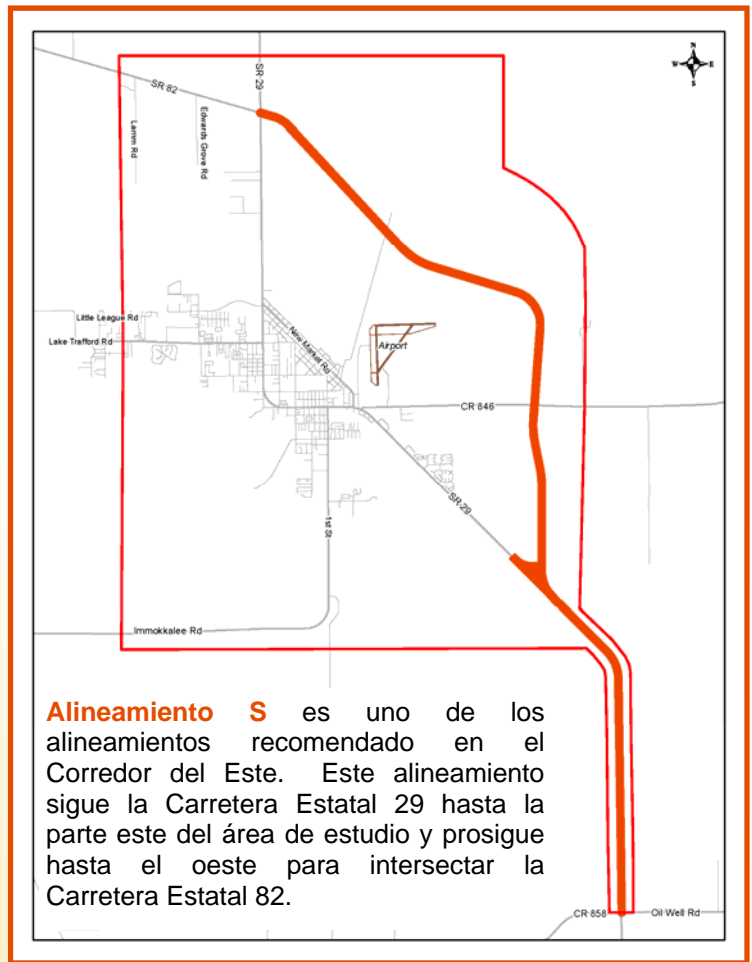 N
W E
S
SR 82
SR 29
Lamm Rd
Edwards Grove Rd
Little League Rd
Lake Trafford Rd
New Market Rd
Airport
CR 846
SR 29
1st St
Immokkalee Rd
Alineamiento S es uno de los
alineamientos recomendado en el
Corredor del Este. Este alineamiento
sigue la Carretera Estatal 29 hasta la
parte este del área de estudio y prosigue
hasta el oeste para intersectar la
Carretera Estatal 82.
CR 858
Oil Well Rd